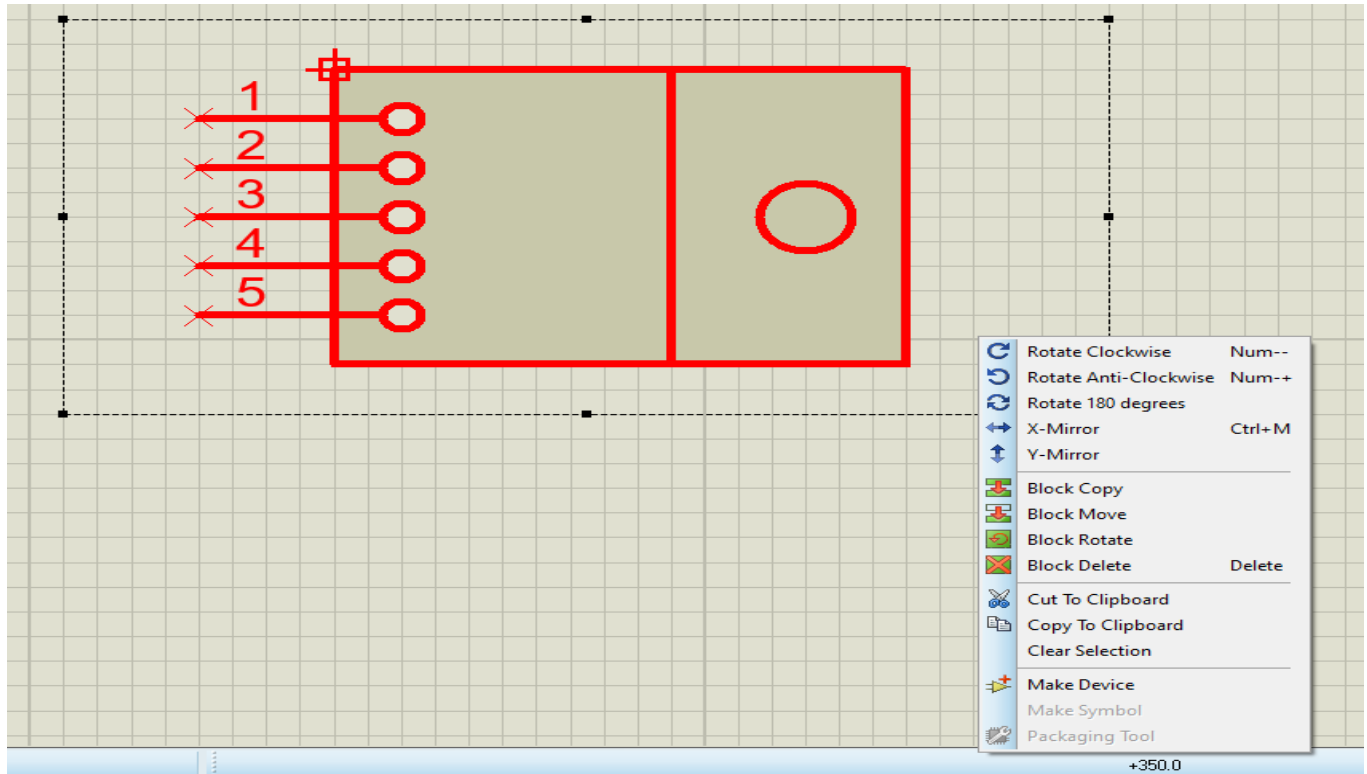 1
2
3
4
5
Rotate Clockwise Num--
Rotate Anti-Clockwise Num-+
Rotate 180 degrees
X-Mirror Ctrl+M
Y-Mirror
Block Copy
Block Move
Block Rotate
Block Delete Delete
Cut To Clipboard
Copy To Clipboard
Clear Selection
Make Device
Make Symbol
Packaging Tool
+350.0